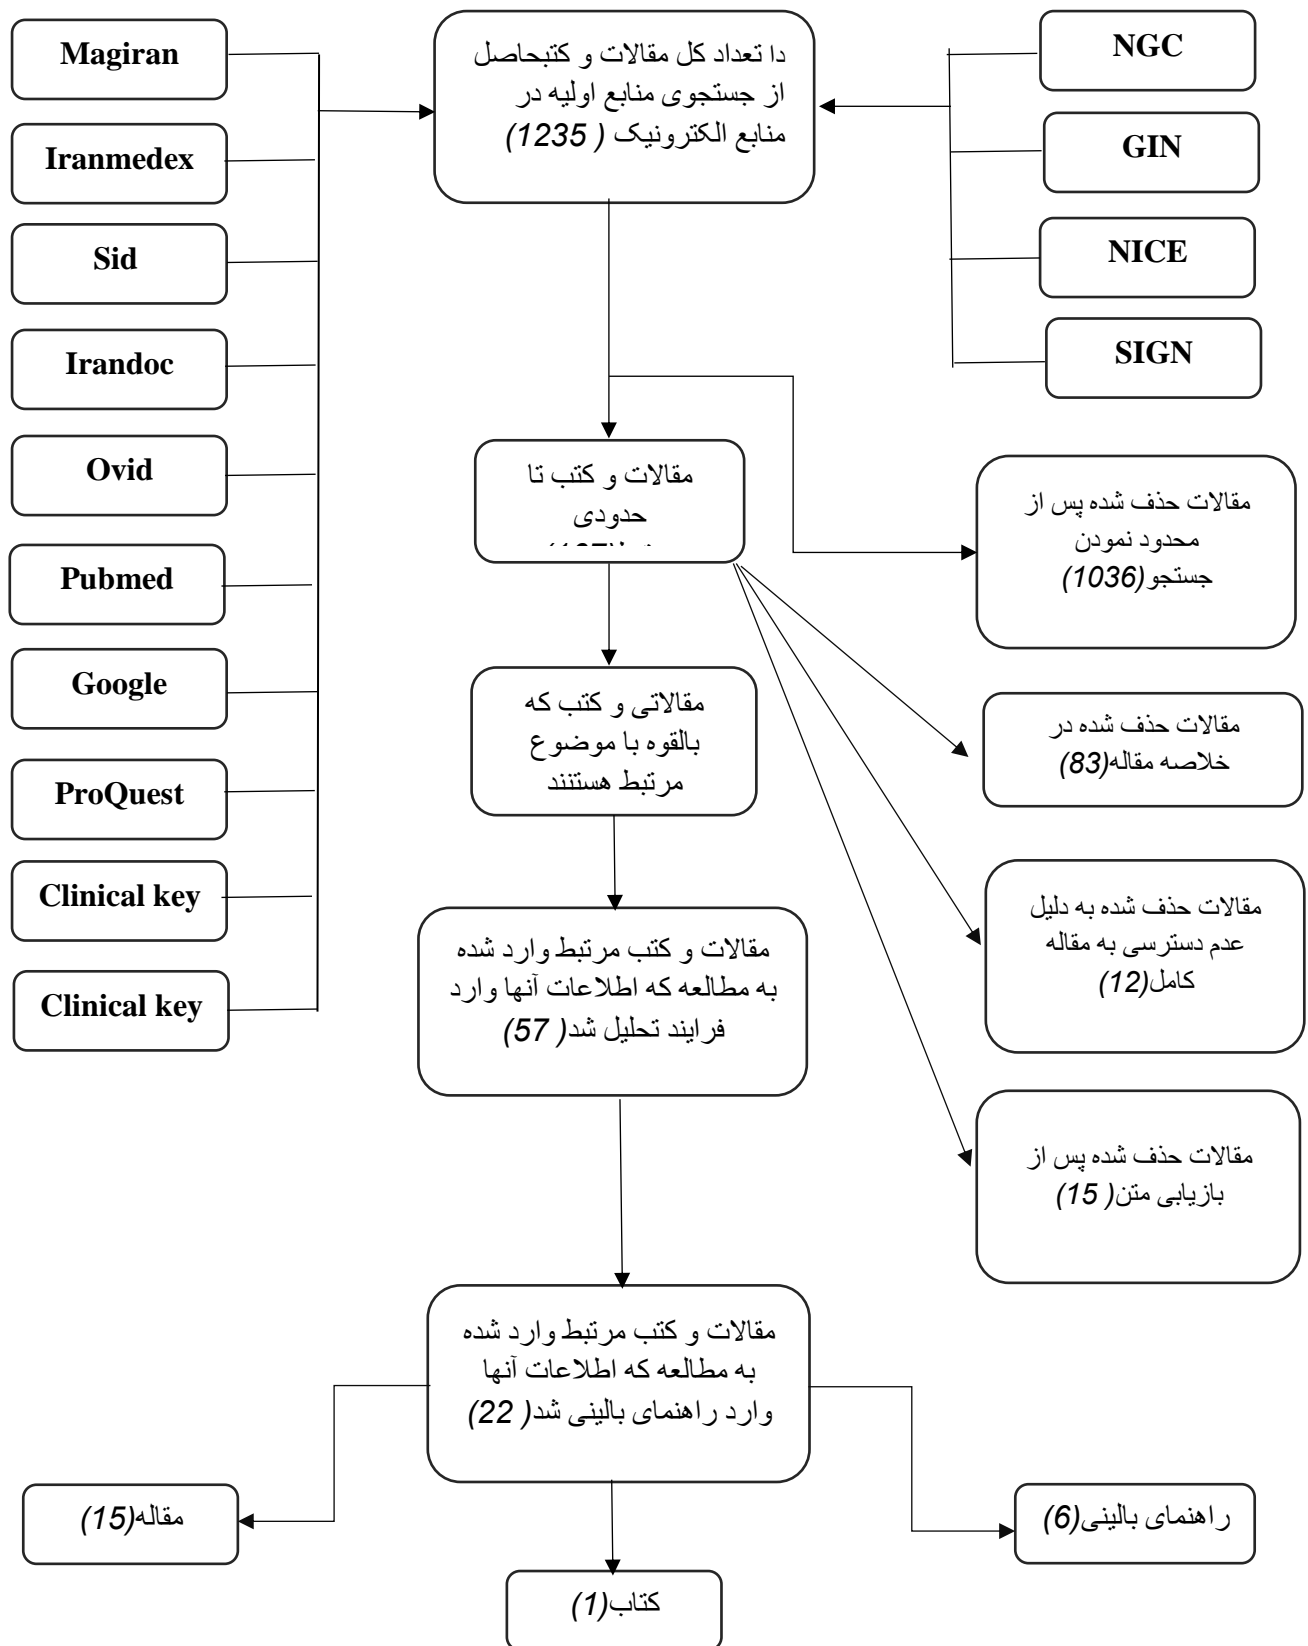 Magiran
Iranmedex
Sid
Irandoc
Ovid
Pubmed
Google
ProQuest
Clinical key
Clinical key
دا تعداد کل مقالات و کتبحاصل
از جستجوی منابع اولیه در
منابع الکترونیک ( 1235)
NGC
GIN
NICE
SIGN
مقالات و کتب تا
حدودی
مقالات حذف شده پس از
محدود نمودن
جستجو(1036)
مقالاتی و کتب که
بالقوه با موضوع
مرتبط هستنند
مقالات حذف شده در
خلاصه مقاله(83)
مقالات حذف شده به دلیل
عدم دسترسی به مقاله
کامل(12)
مقالات و کتب مرتبط وارد شده
به مطالعه که اطلاعات آنها وارد
فرایند تحلیل شد( 57)
مقالات حذف شده پس از
بازیابی متن( 15)
مقالات و کتب مرتبط وارد شده
به مطالعه که اطلاعات آنها
وارد راهنمای بالینی شد( 22)
مقاله(15)
کتاب(1)
راهنمای بالینی(6)